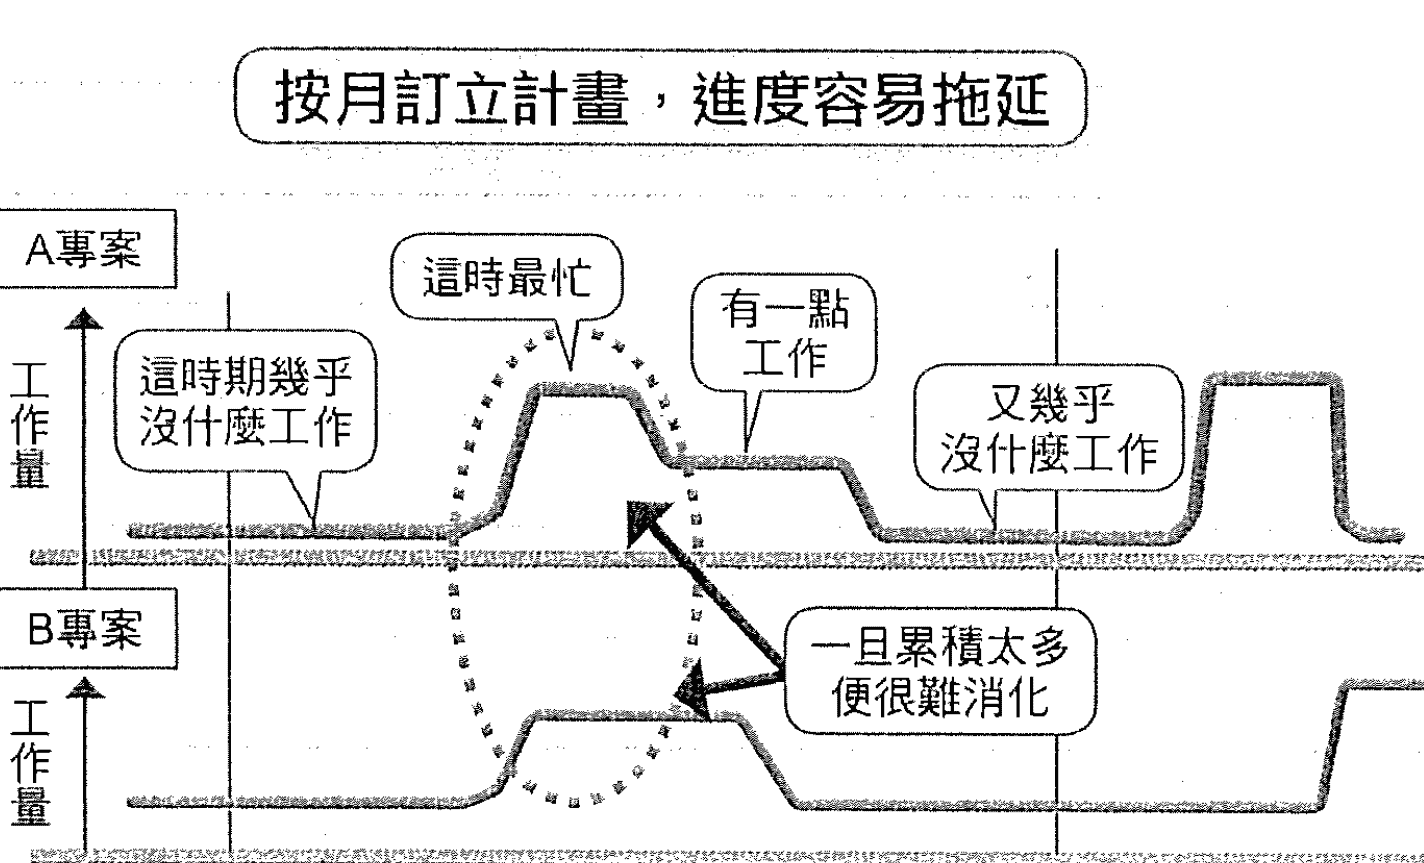 按月訂立計畫，進度容易拖延
A專案
這時最忙
有一點
工作
這時期幾乎
沒什麼工作
又幾乎
沒什麼工作
工作量
B專案
一旦累積太多
便很難消化
工作量